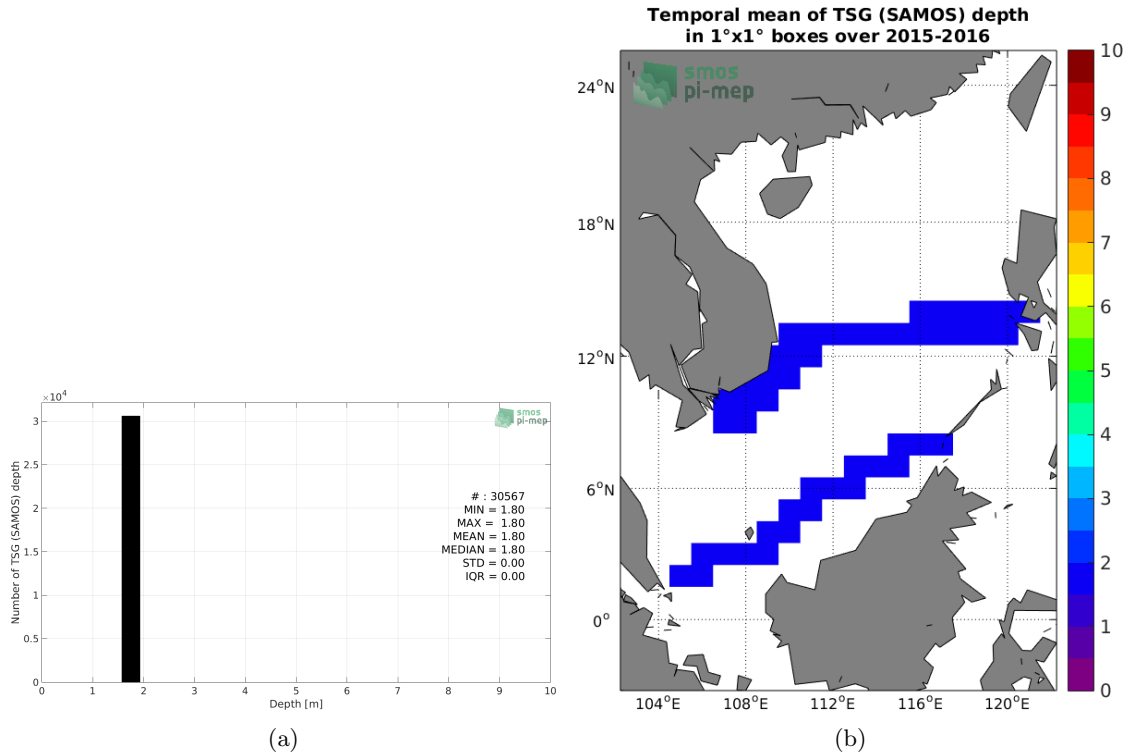 Temporal mean of TSG (SAMOS) depth
in 1°x1° boxes over 2015-2016
smos
pi-mep
24°N
18°N
12°N
6°N
0°
104°E
108°E
112°E
116°E
120°E
10
9
8
7
6
5
4
3
2
1
0
×10⁴
3
2.5
2
1.5
1
0.5
0
Number of TSG (SAMOS) depth
smos
pi-mep
# : 30567
MIN = 1.80
MAX = 1.80
MEAN = 1.80
MEDIAN = 1.80
STD = 0.00
IQR = 0.00
0
1
2
3
4
5
6
7
8
9
10
Depth [m]
(a)
(b)